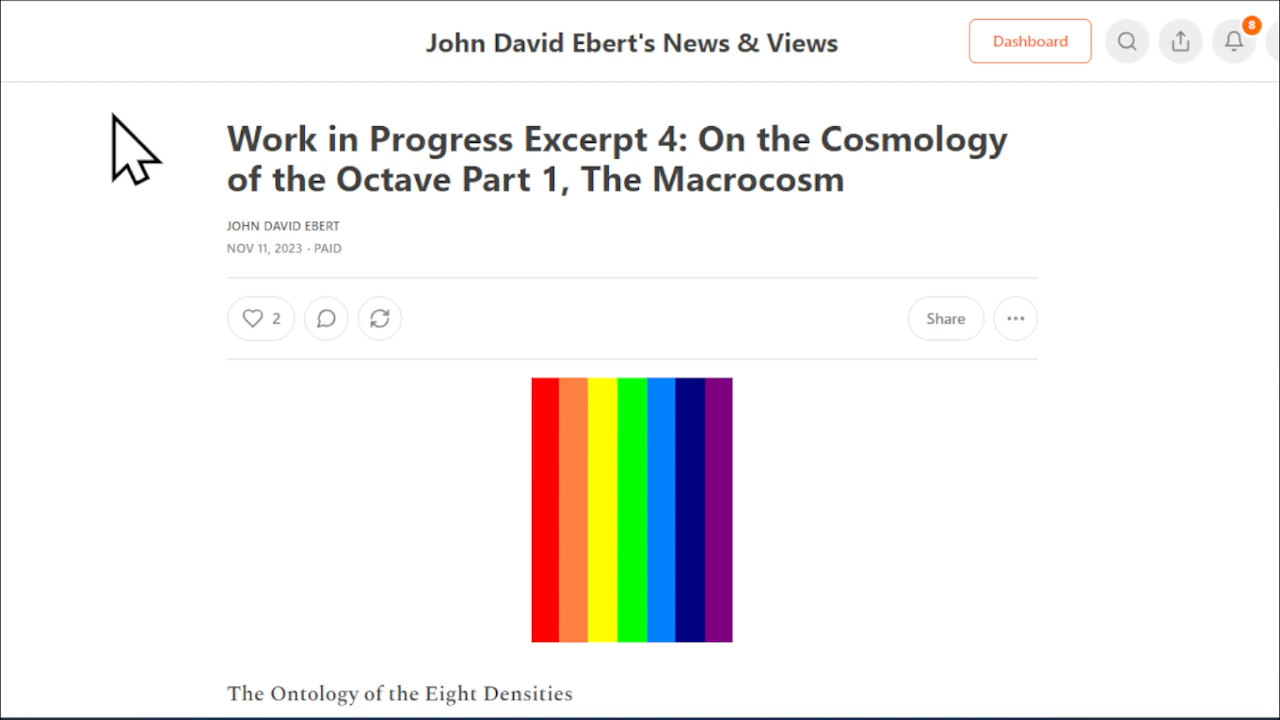 John David Ebert's News & Views
Dashboard
8
Work in Progress Excerpt 4: On the Cosmology
of the Octave Part 1, The Macrocosm
JOHN DAVID EBERT
NOV 11, 2023 · PAID
2
Share
The Ontology of the Eight Densities